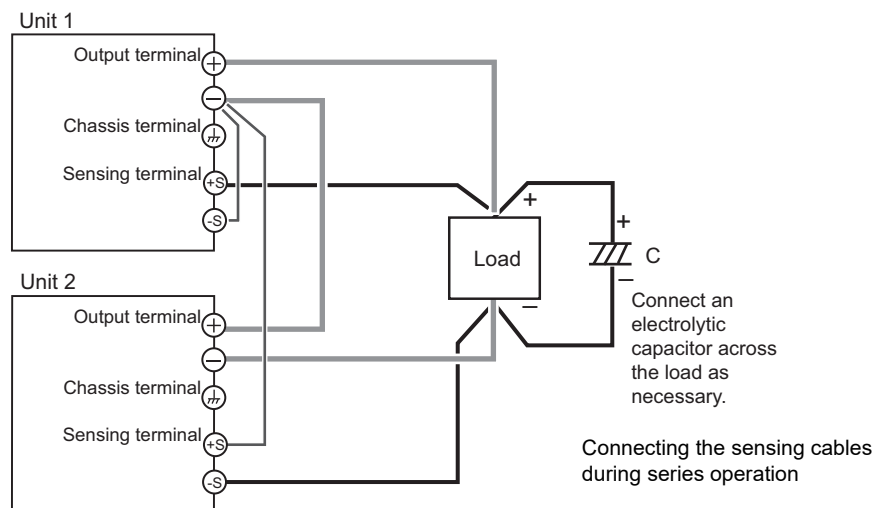 Unit 1
Output terminal
+
−
Chassis terminal
Sensing terminal
+S
-S
Unit 2
Output terminal
+
−
Chassis terminal
Sensing terminal
+S
-S
+
Load
−
+
C
−
Connect an
electrolytic
capacitor across
the load as
necessary.
Connecting the sensing cables
during series operation